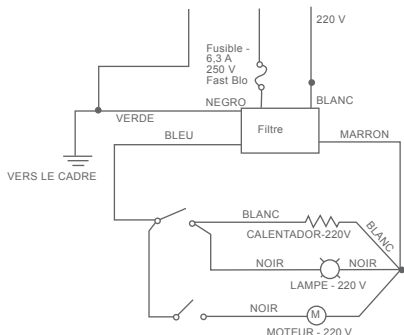 220 V
Fusible -
6,3 A
250 V
Fast Blo
NEGRO
BLANC
VERDE
Filtre
BLEU
MARRON
VERS LE CADRE
BLANC
CALENTADOR-220V
BLANC
NOIR
NOIR
LAMPE - 220 V
NOIR
M
MOTEUR - 220 V